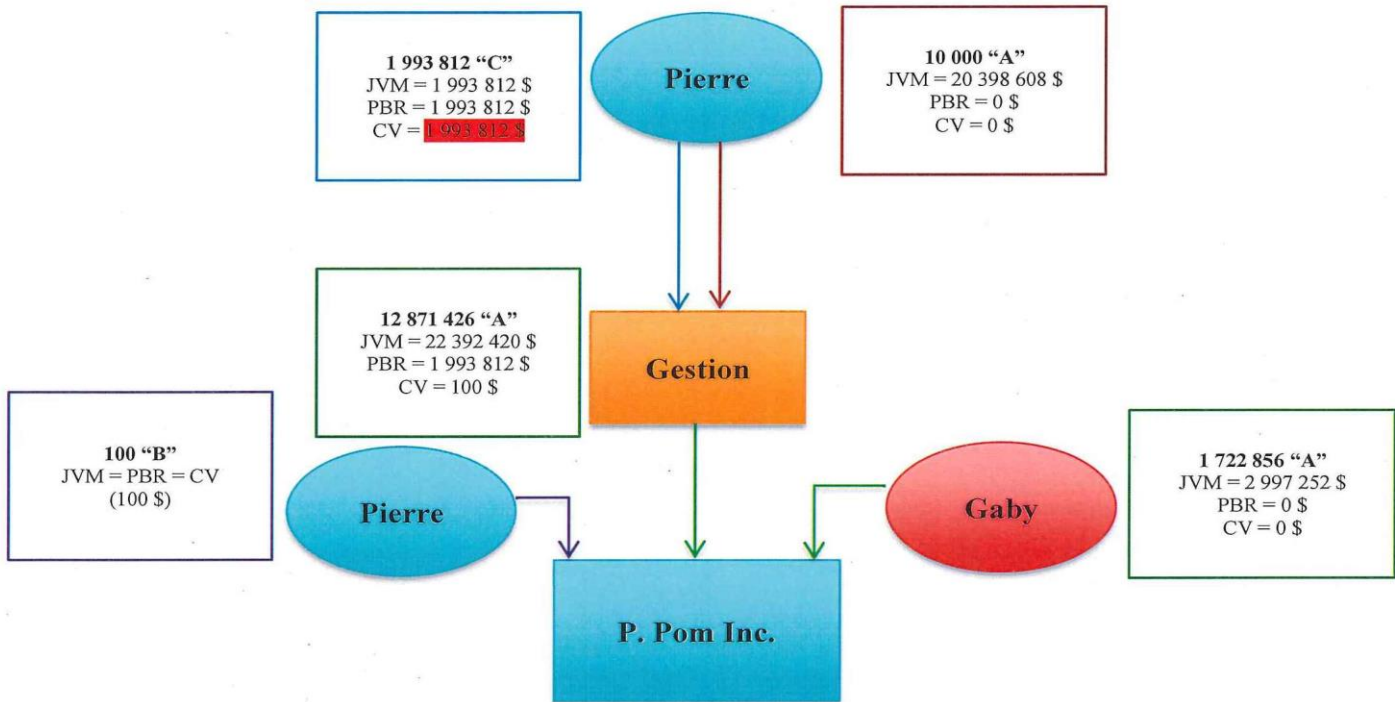 1 993 812 “C”
JVM = 1 993 812 $
PBR = 1 993 812 $
CV = 1 993 812 $
Pierre
10 000 “A”
JVM = 20 398 608 $
PBR = 0 $
CV = 0 $
12 871 426 “A”
JVM = 22 392 420 $
PBR = 1 993 812 $
CV = 100 $
Gestion
100 “B”
JVM = PBR = CV
(100 $)
Pierre
Gaby
1 722 856 “A”
JVM = 2 997 252 $
PBR = 0 $
CV = 0 $
P. Pom Inc.